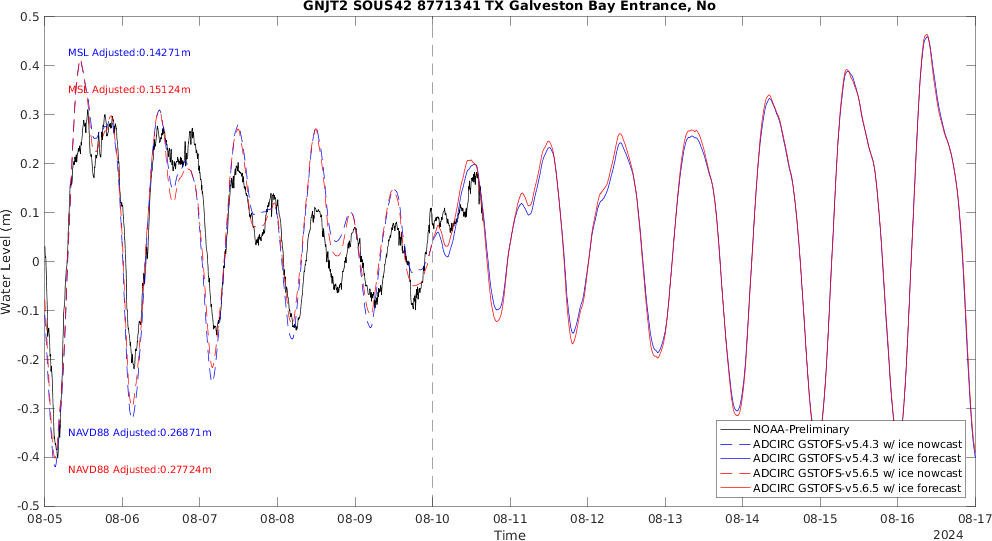 GNJT2 SOUS42 8771341 TX Galveston Bay Entrance, No
0.5
0.4
0.3
0.2
0.1
0
-0.1
-0.2
-0.3
-0.4
-0.5
Water Level (m)
MSL Adjusted:0.14271m
MSL Adjusted:0.15124m
NAVD88 Adjusted:0.26871m
NAVD88 Adjusted:0.27724m
NOAA-Preliminary
ADCIRC GSTOFS-v5.4.3 w/ ice nowcast
ADCIRC GSTOFS-v5.4.3 w/ ice forecast
ADCIRC GSTOFS-v5.6.5 w/ ice nowcast
ADCIRC GSTOFS-v5.6.5 w/ ice forecast
08-05 08-06 08-07 08-08 08-09 08-10 08-11 08-12 08-13 08-14 08-15 08-16 08-17
Time
2024